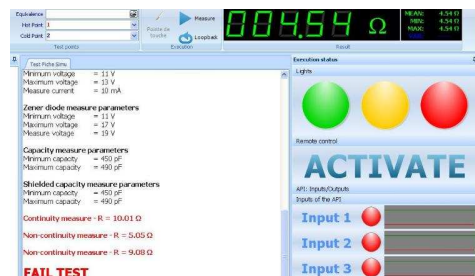 Equivalence
Hot Point 1
Cold Point 2
Test points
Pointe de touche
Measure
Loopback
Execution
4.54 Ω
Result
MEAN: 4.54 Ω
MIN: 4.54 Ω
MAX: 4.54 Ω
Test Fiche Simu
Minimum voltage = 11 V
Maximum voltage = 13 V
Measure current = 10 mA
Zener diode measure parameters
Minimum voltage = 11 V
Maximum voltage = 17 V
Measure voltage = 19 V
Capacity measure parameters
Minimum capacity = 450 pF
Maximum capacity = 490 pF
Shielded capacity measure parameters
Minimum capacity = 450 pF
Maximum capacity = 490 pF
Continuity measure - R = 10.01 Ω
Non-continuity measure - R = 5.05 Ω
Non-continuity measure - R = 9.08 Ω
FAIL TEST
Execution status
Lights
Remote control
ACTIVATE
API: Inputs/Outputs
Inputs of the API
Input 1
Input 2
Input 3